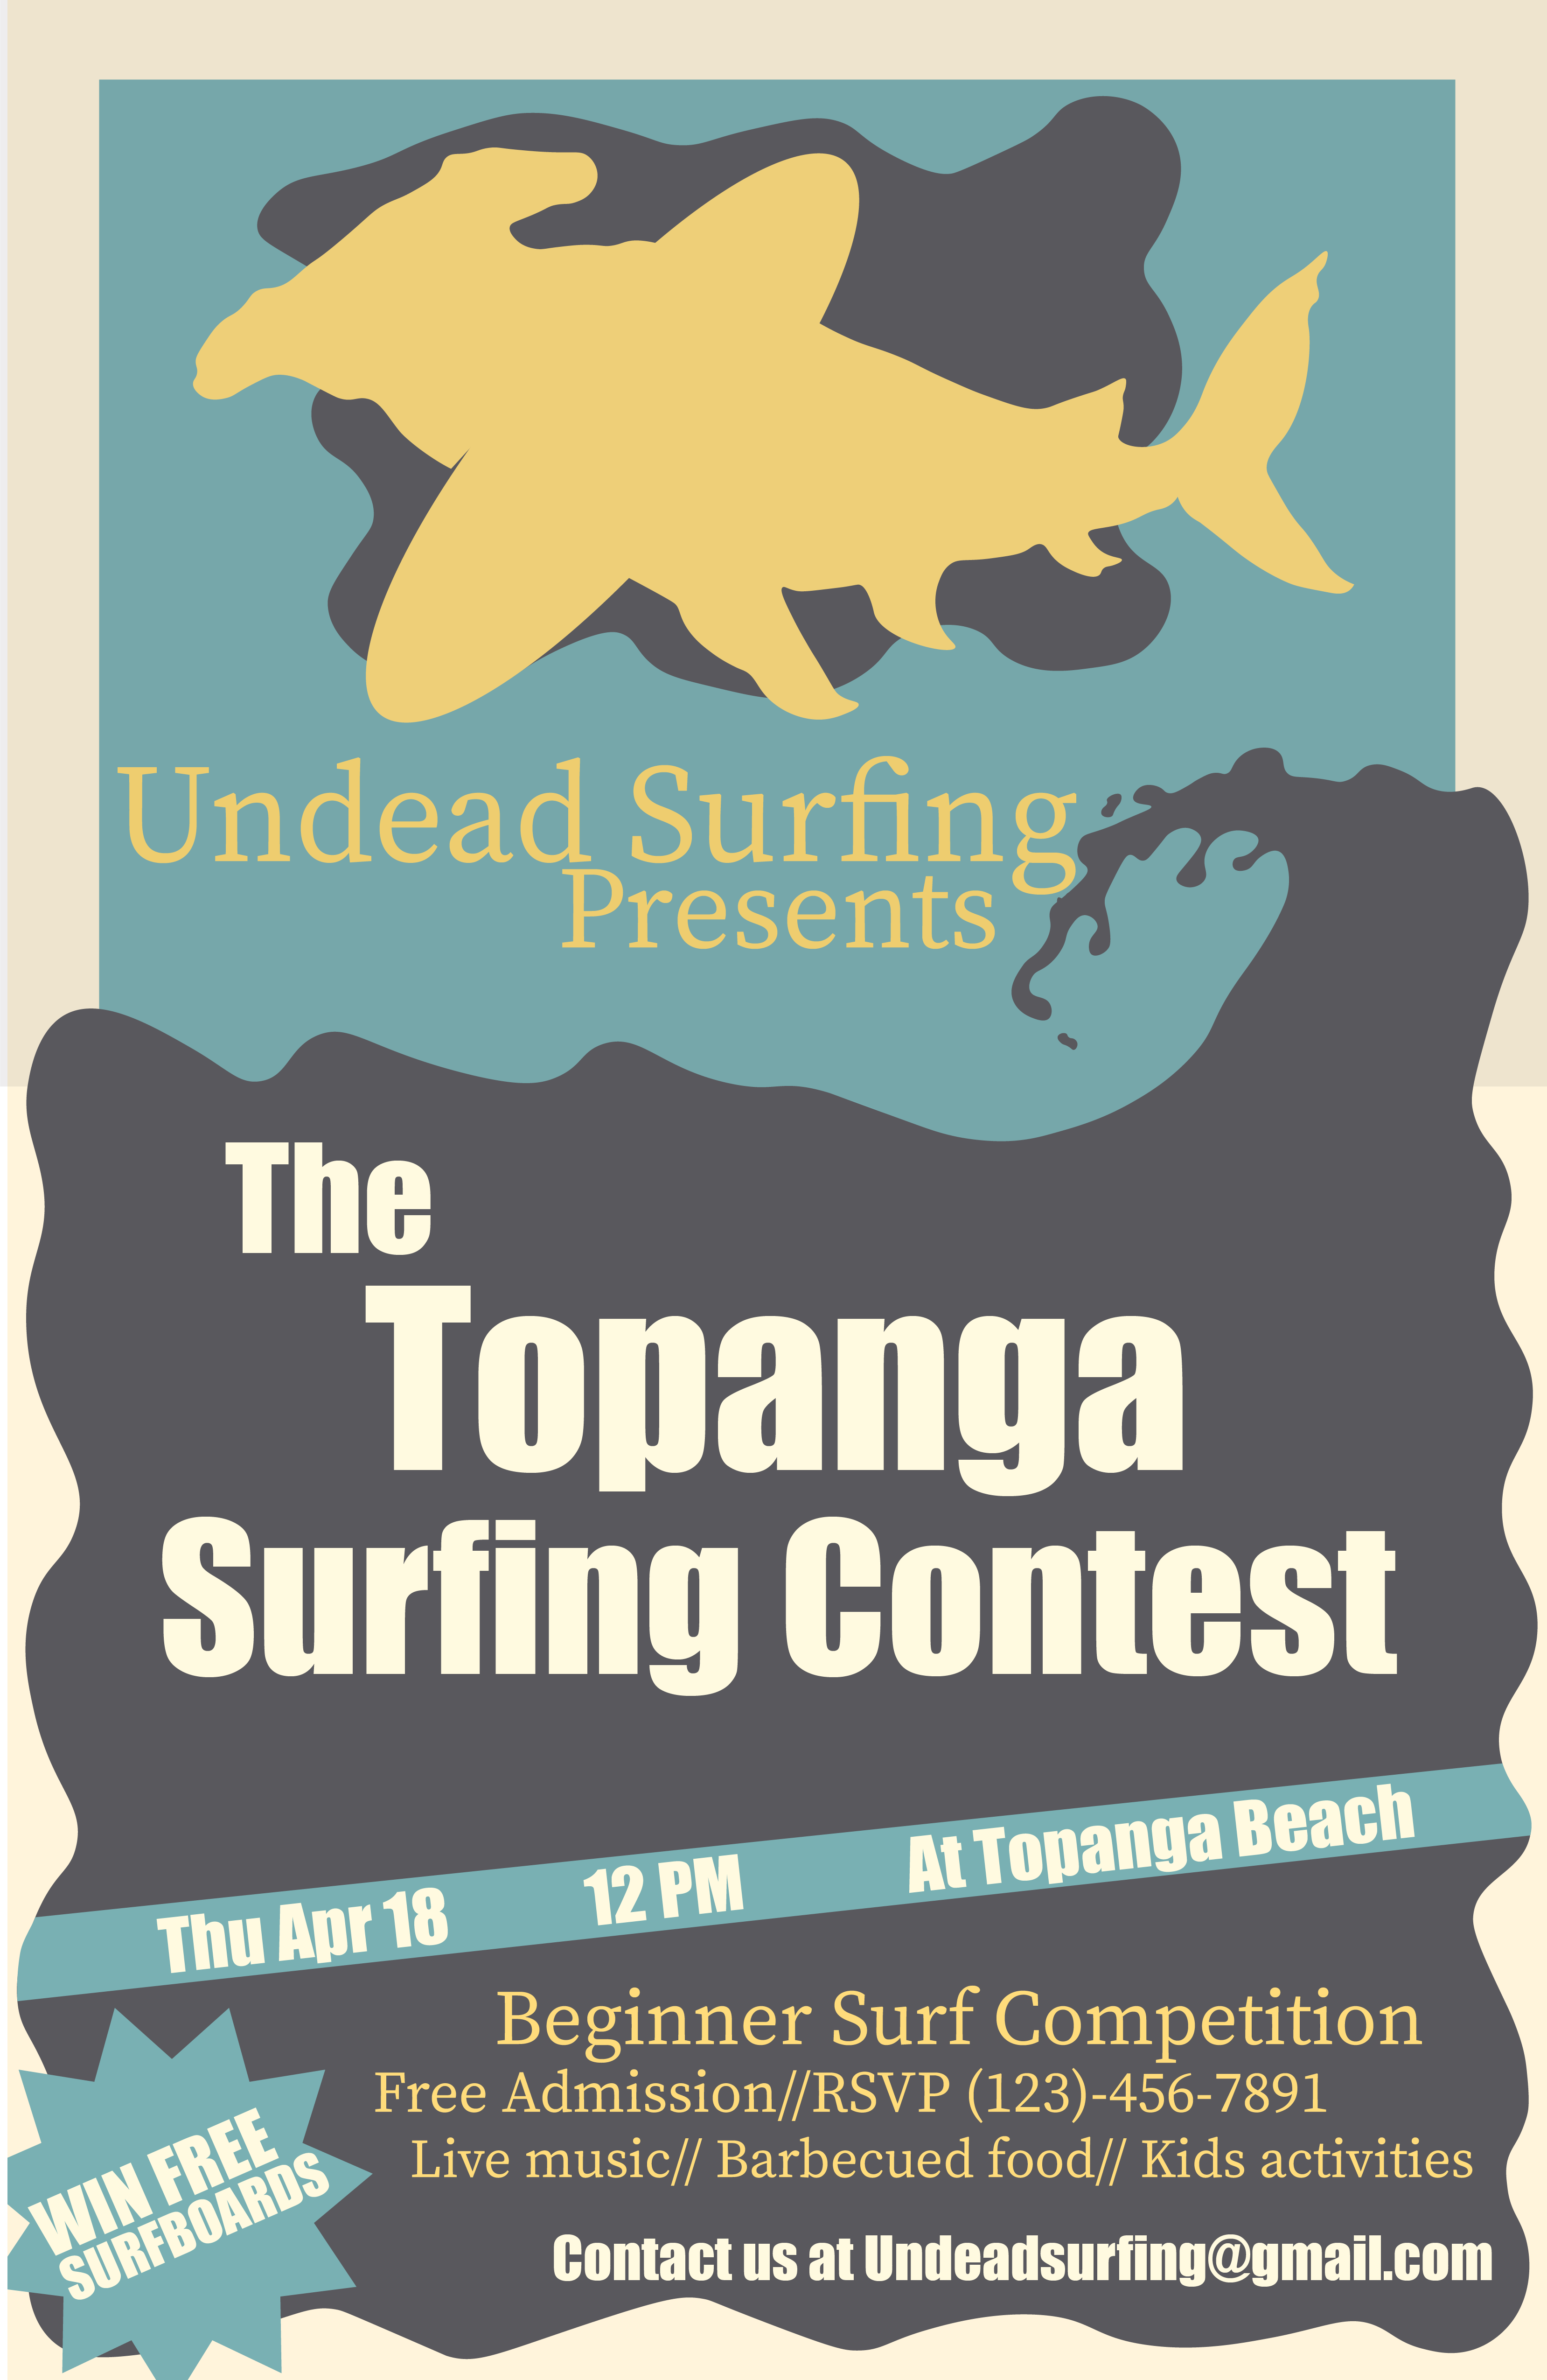 Undead Surfing
Presents
The
Topanga
Surfing Contest
Thu Apr 18 12 PM At Topanga Beach
Beginner Surf Competition
Free Admission//RSVP (123)-456-7891
Live music// Barbecued food// Kids activities
WIN FREE
SURFBOARDS
Contact us at Undeadsurfing@gmail.com